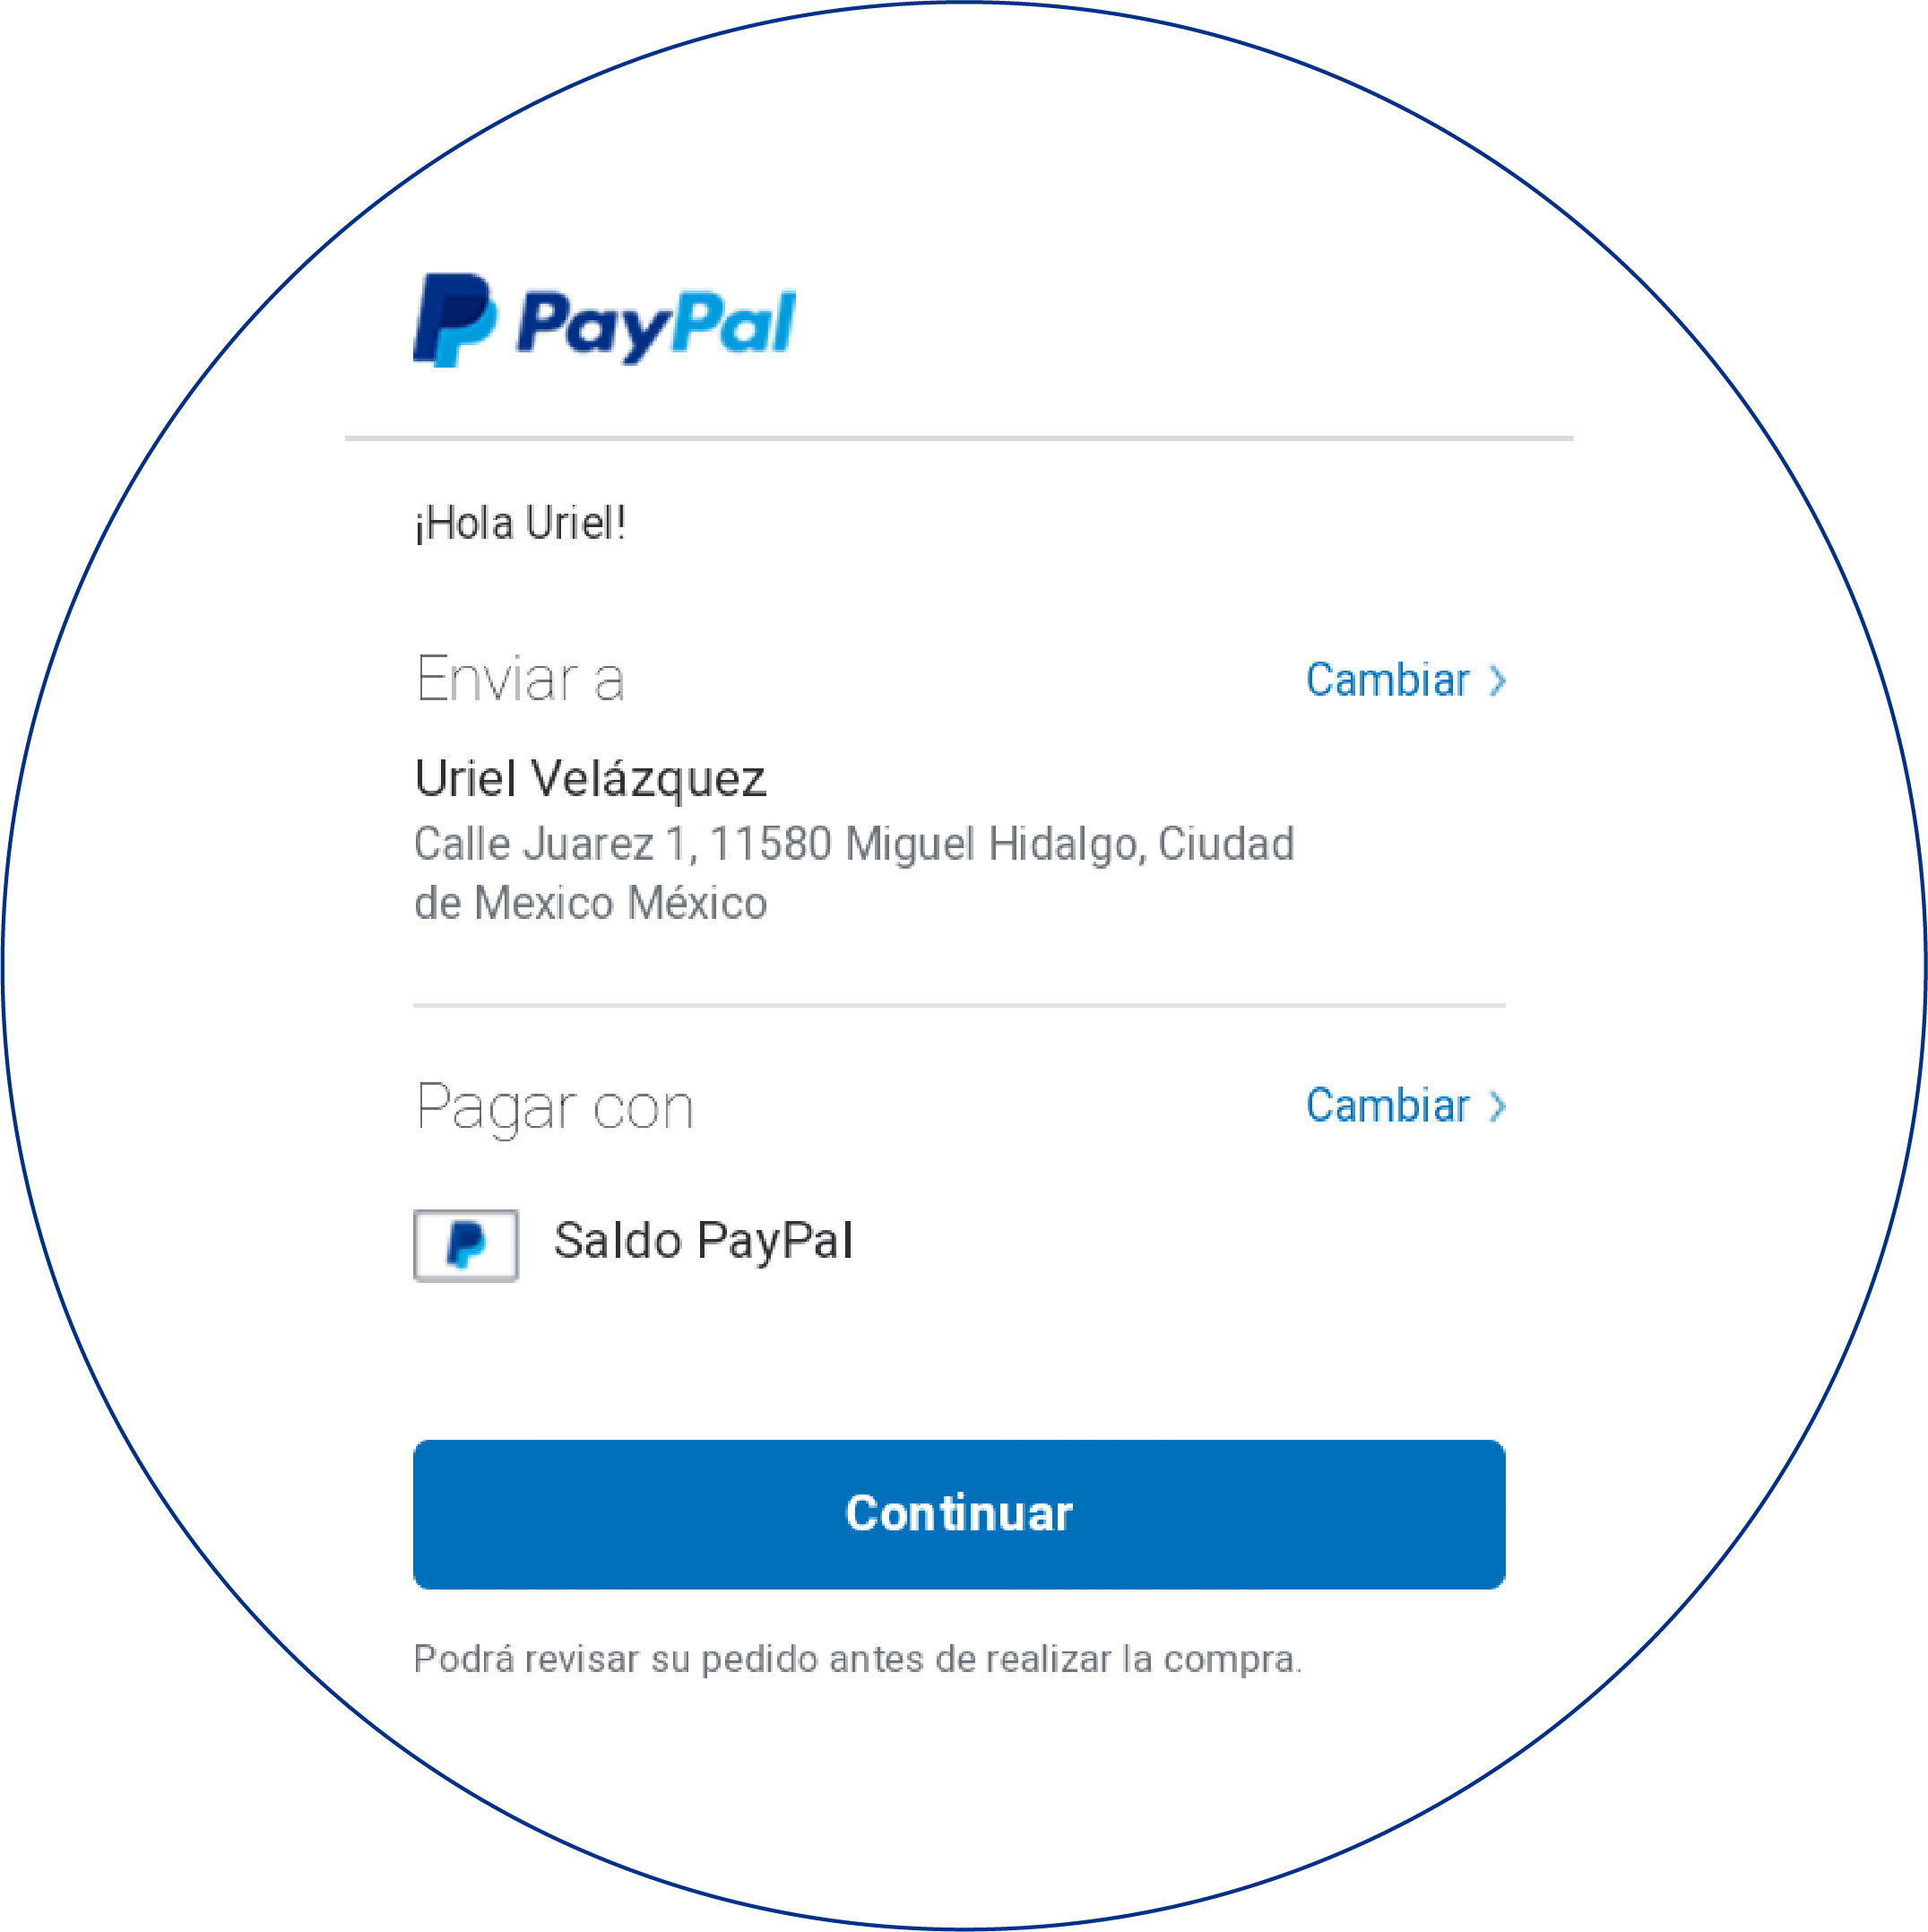 PayPal
¡Hola Uriel!
Enviar a
Cambiar
Uriel Velázquez
Calle Juarez 1, 11580 Miguel Hidalgo, Ciudad
de Mexico México
Pagar con
Cambiar
Saldo PayPal
Continuar
Podrá revisar su pedido antes de realizar la compra.